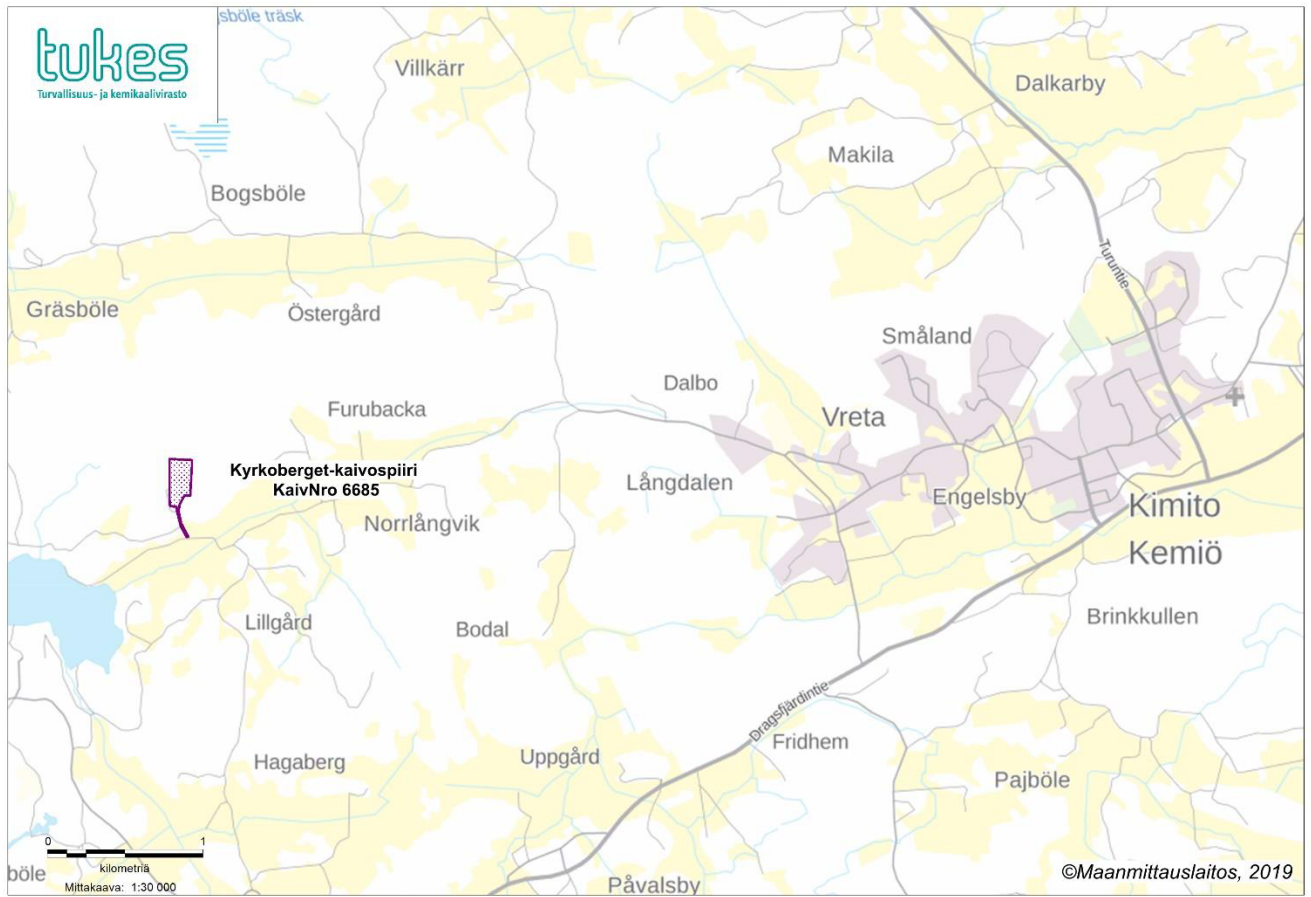 sböle träsk
tukes
Turvallisuus- ja kemikaalivirasto
Villkärr
Dalkarby
Makila
Bogsböle
Turuntie
Gräsböle
Östergård
Småland
Dalbo
Furubacka
Vreta
Kyrkoberget-kaivospiiri
KaivNro 6685
Långdalen
Engelsby
Norrlångvik
Kimito
Kemiö
Lillgård
Bodal
Brinkkullen
Dragsfjärdintie
Fridhem
Hagaberg
Uppgård
Pajböle
0 1
kilometriä
Mittakaava: 1:30 000
böle
Påvalsby
©Maanmittauslaitos, 2019